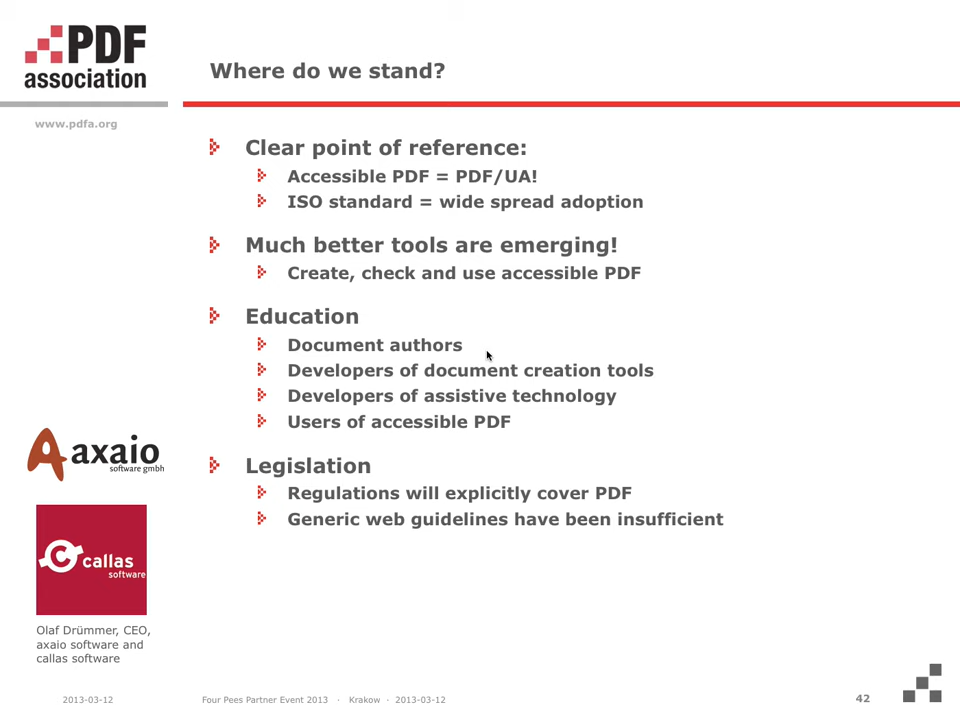 PDF
association
Where do we stand?
www.pdfa.org
Clear point of reference:
Accessible PDF = PDF/UA!
ISO standard = wide spread adoption
Much better tools are emerging!
Create, check and use accessible PDF
Education
Document authors
Developers of document creation tools
Developers of assistive technology
Users of accessible PDF
Legislation
Regulations will explicitly cover PDF
Generic web guidelines have been insufficient
axaio
software gmbh
callas
software
Olaf Drümmer, CEO,
axaio software and
callas software
2013-03-12
Four Pees Partner Event 2013 · Krakow · 2013-03-12
42